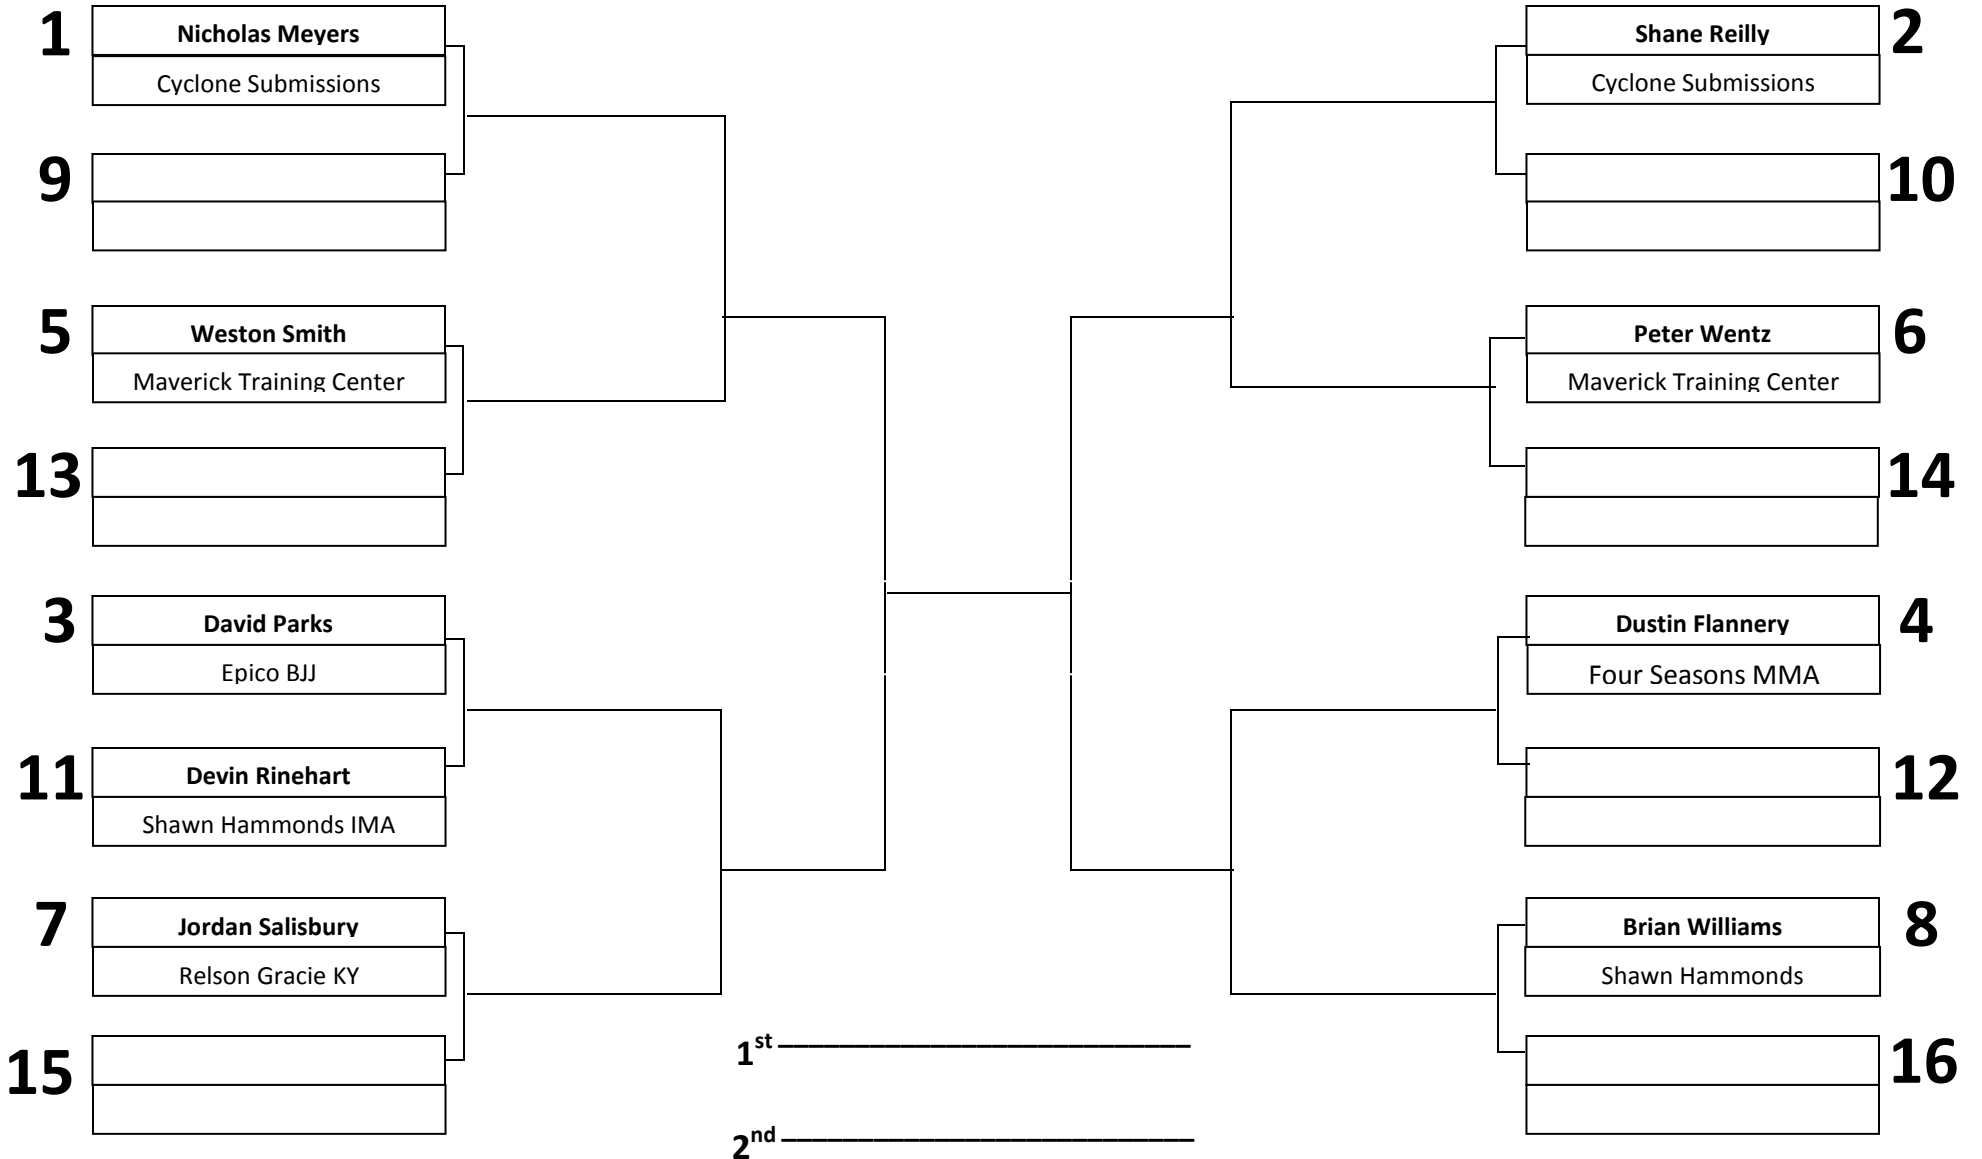 1
Nicholas Meyers
Cyclone Submissions
9
5
Weston Smith
Maverick Training Center
13
3
David Parks
Epico BJJ
11
Devin Rinehart
Shawn Hammonds IMA
7
Jordan Salisbury
Relson Gracie KY
15
1st
2nd
Shane Reilly
2
Cyclone Submissions
10
Peter Wentz
6
Maverick Training Center
14
Dustin Flannery
4
Four Seasons MMA
12
Brian Williams
8
Shawn Hammonds
16